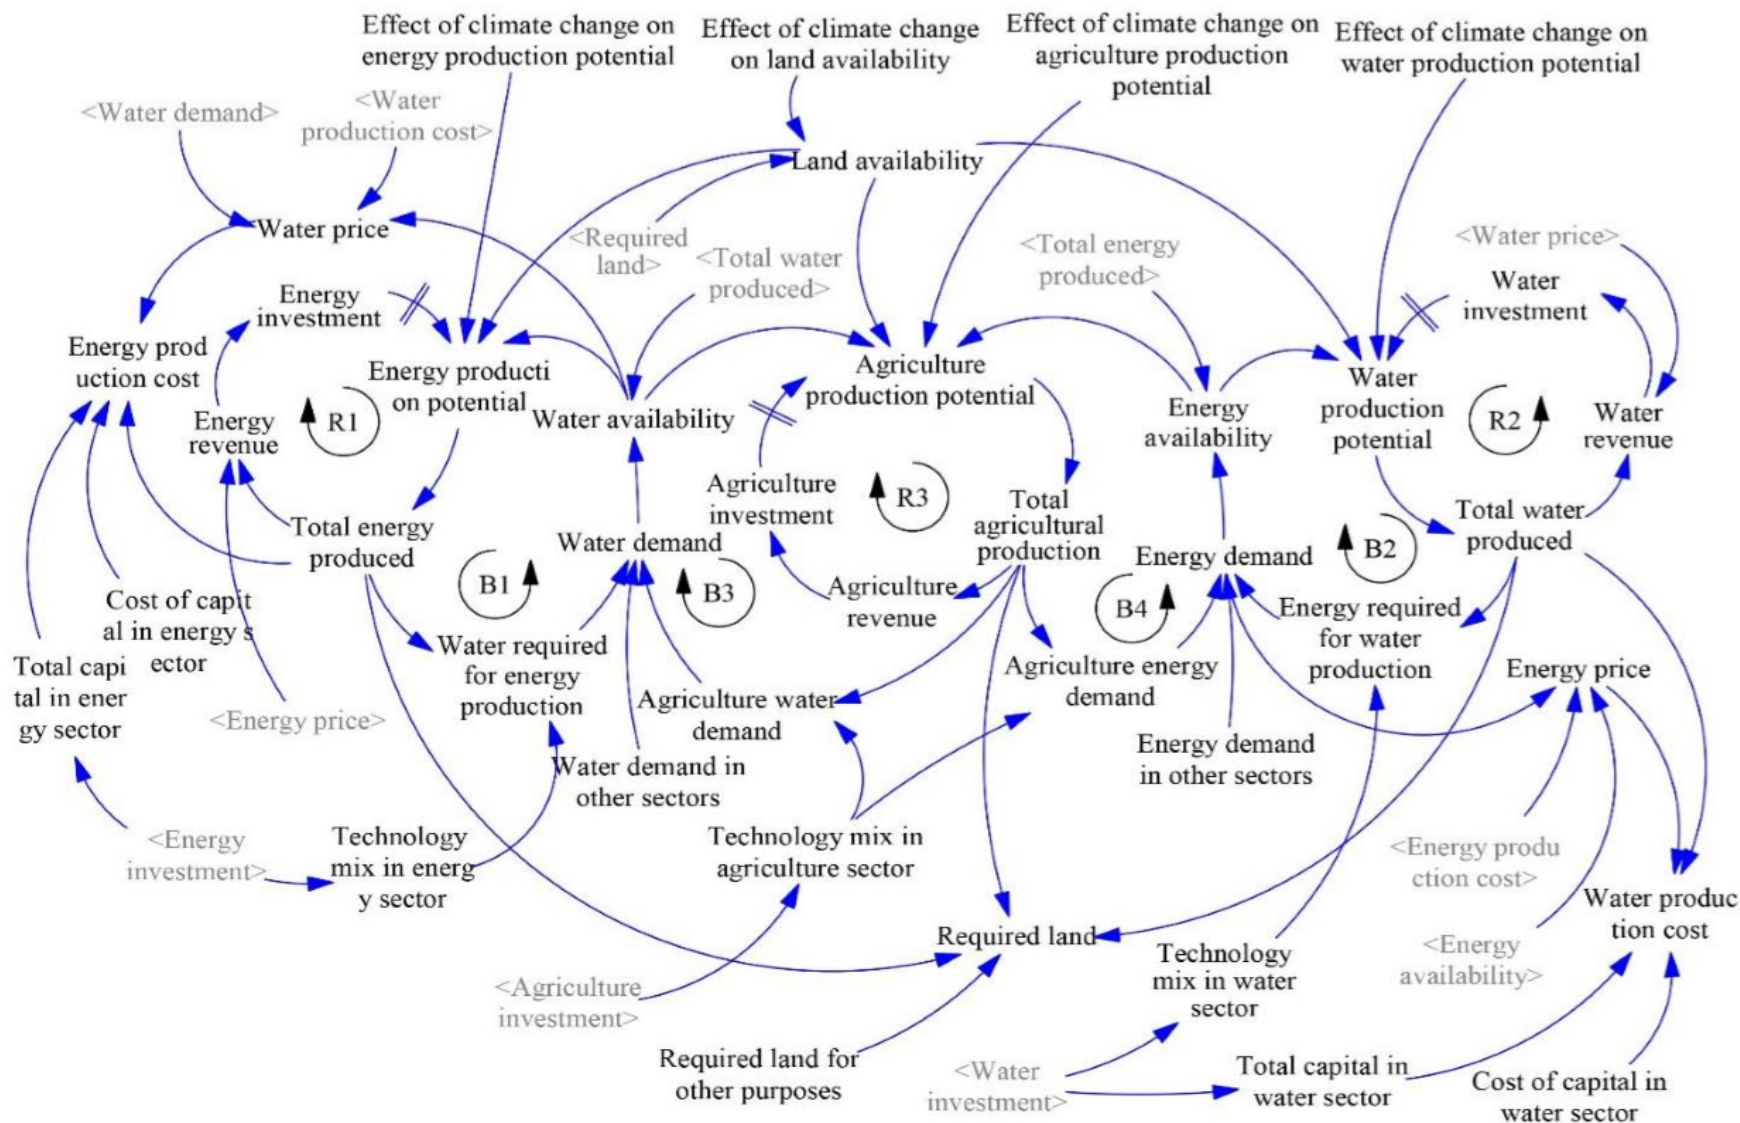 Effect of climate change on
energy production potential
Effect of climate change
on land availability
Effect of climate change on
agriculture production
potential
Effect of climate change on
water production potential
<Water demand>
<Water
production cost>
Land availability
Water price
<Required
land>
<Total water
produced>
<Total energy
produced>
<Water price>
Energy
investment
Water
investment
Energy prod
uction cost
Energy producti
on potential
Water availability
Agriculture
production potential
Energy
availability
Water
production
potential
Water
revenue
Energy
revenue
R1
R2
R3
Agriculture
investment
Total
agricultural
production
Total water
produced
Total energy
produced
Water demand
Energy demand
B1
B3
B4
B2
Agriculture
revenue
Cost of capit
al in energy s
ector
Water required
for energy
production
Energy required
for water
production
Total capi
tal in ener
gy sector
<Energy price>
Agriculture water
demand
Agriculture energy
demand
Energy price
Water demand in
other sectors
Energy demand
in other sectors
<Energy
investment>
Technology
mix in energ
y sector
Technology mix in
agriculture sector
<Energy produ
ction cost>
Water produc
tion cost
Required land
<Energy
availability>
Technology
mix in water
sector
<Agriculture
investment>
Required land for
other purposes
<Water
investment>
Total capital in
water sector
Cost of capital in
water sector